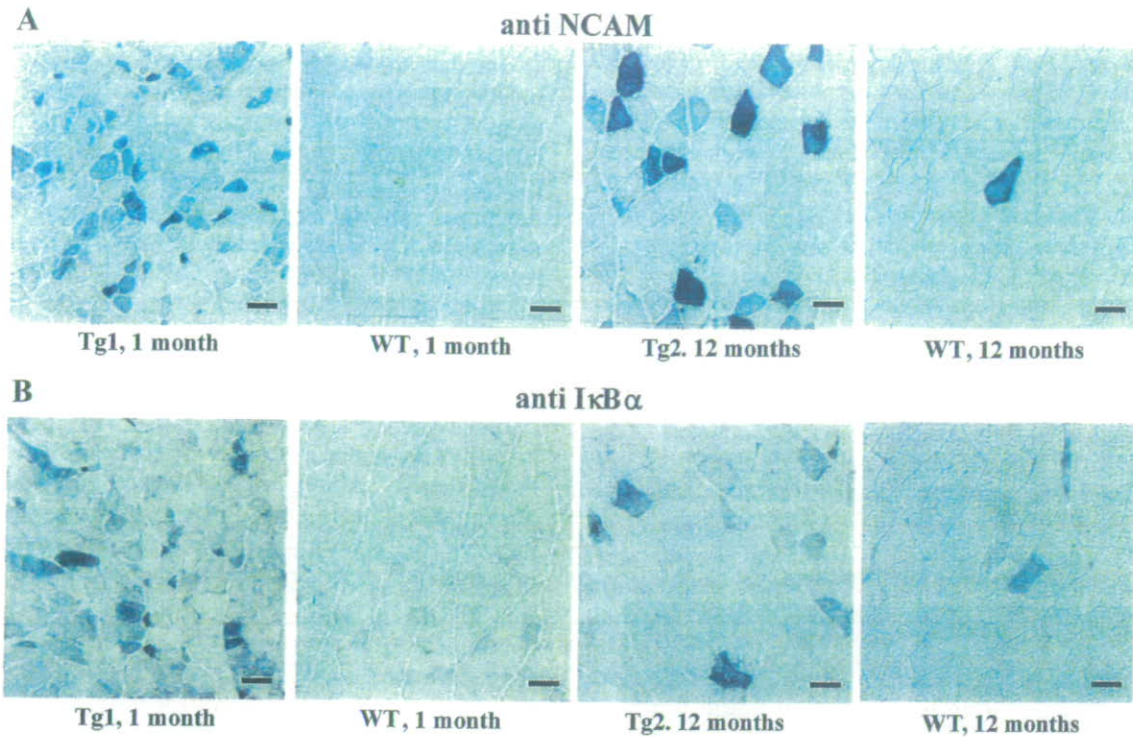 A
anti NCAM
Tg1, 1 month
WT, 1 month
Tg2. 12 months
WT, 12 months
B
anti IκBα
Tg1, 1 month
WT, 1 month
Tg2. 12 months
WT, 12 months